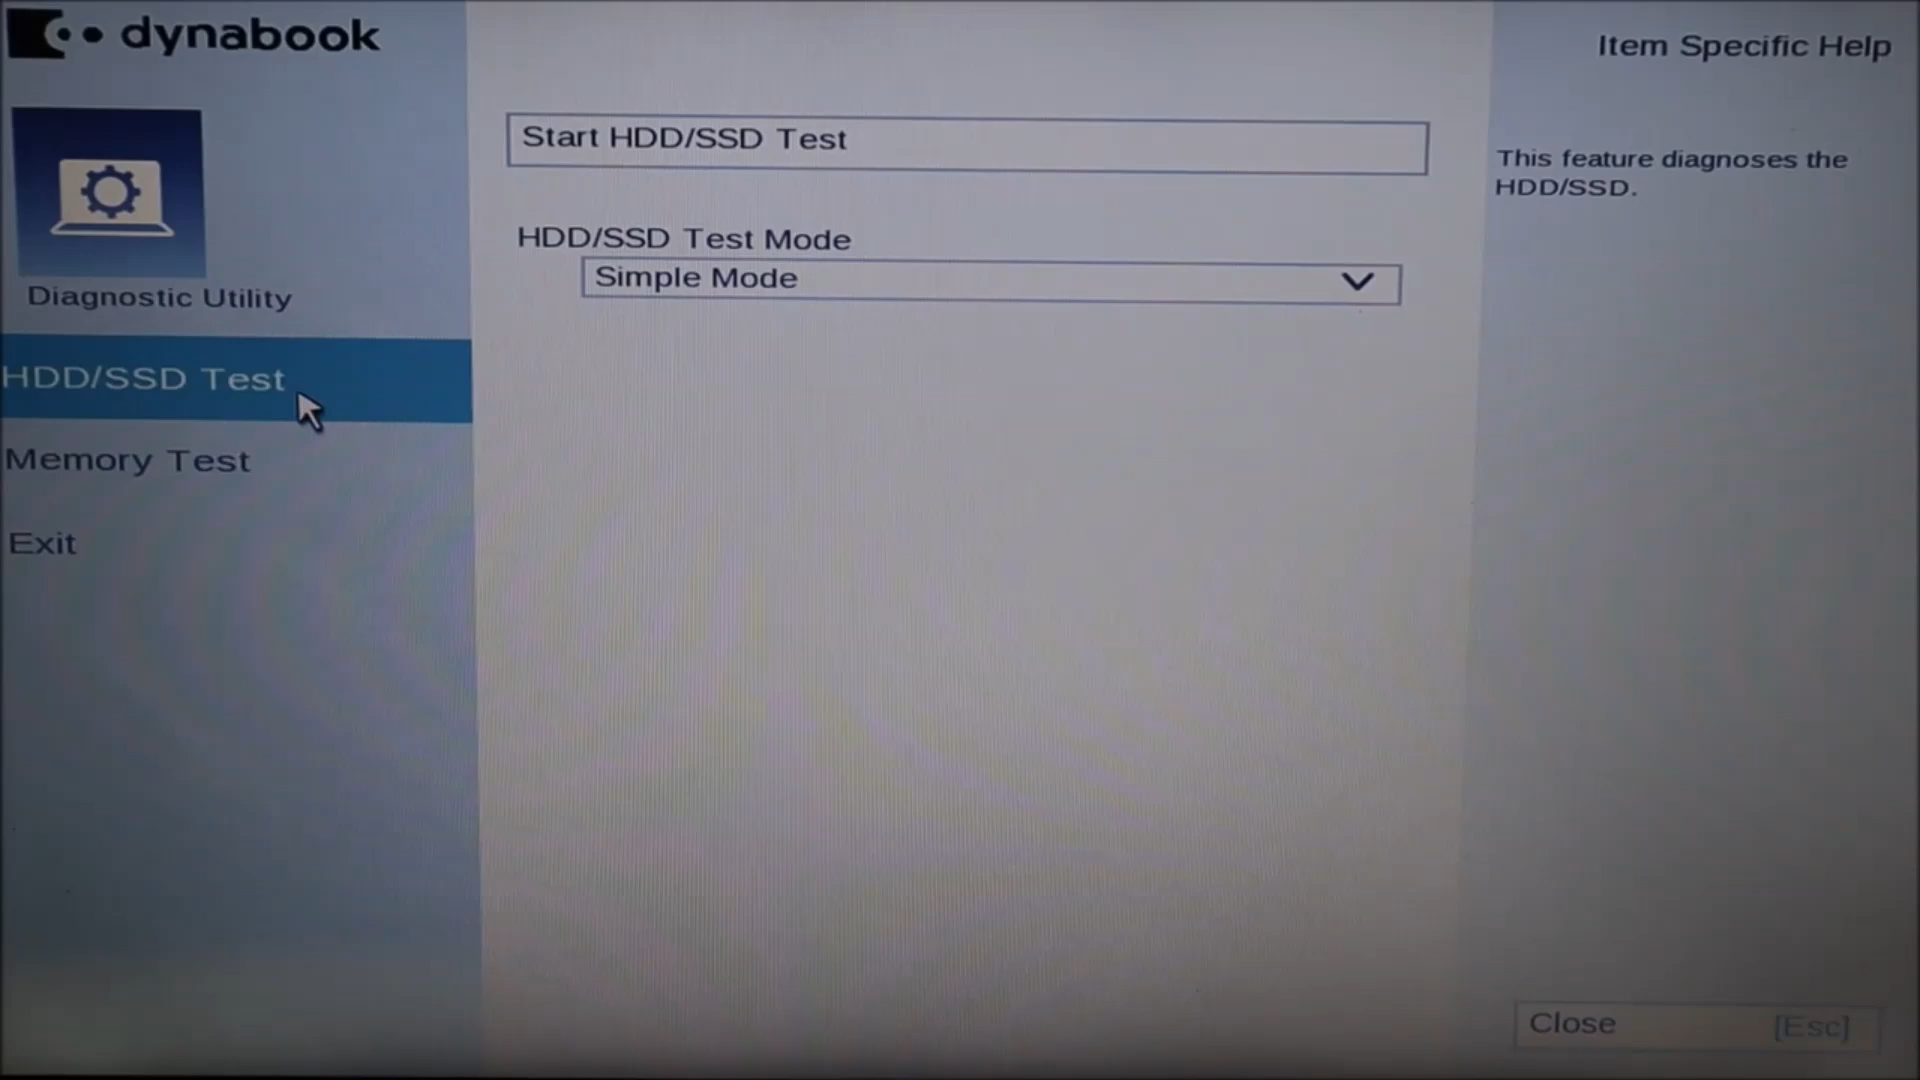 dynabook
Diagnostic Utility
HDD/SSD Test
Memory Test
Exit
Start HDD/SSD Test
HDD/SSD Test Mode
Simple Mode
Item Specific Help
This feature diagnoses the
HDD/SSD.
Close [Esc]